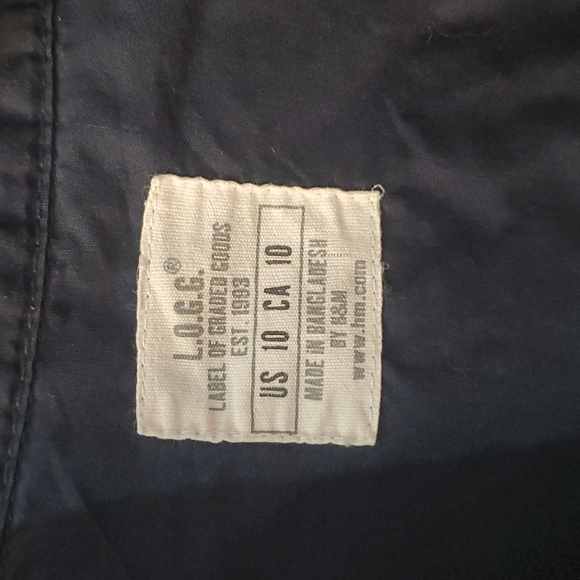 L.O.G.G.®
LABEL OF GRADED GOODS
EST. 1993
US 10 CA 10
MADE IN BANGLADESH
BY H&M
www.hm.com